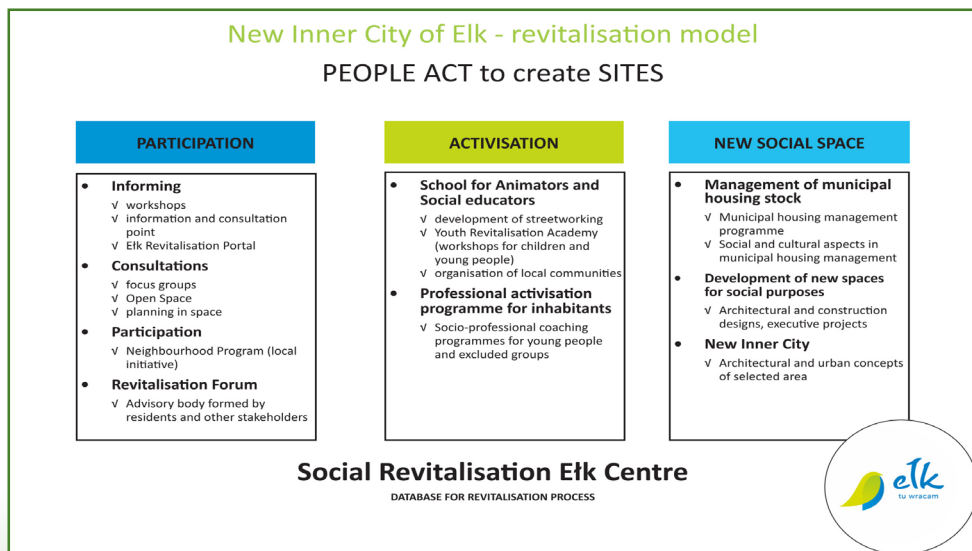 New Inner City of Elk - revitalisation model
PEOPLE ACT to create SITES
PARTICIPATION
• Informing
√ workshops
√ information and consultation
point
√ Ełk Revitalisation Portal
• Consultations
√ focus groups
√ Open Space
√ planning in space
• Participation
√ Neighbourhood Program (local
initiative)
• Revitalisation Forum
√ Advisory body formed by
residents and other stakeholders
ACTIVISATION
• School for Animators and
Social educators
√ development of streetworking
√ Youth Revitalisation Academy
(workshops for children and
young people)
√ organisation of local communities
• Professional activisation
programme for inhabitants
√ Socio-professional coaching
programmes for young people
and excluded groups
NEW SOCIAL SPACE
• Management of municipal
housing stock
√ Municipal housing management
programme
√ Social and cultural aspects in
municipal housing management
• Development of new spaces
for social purposes
√ Architectural and construction
designs, executive projects
• New Inner City
√ Architectural and urban concepts
of selected area
Social Revitalisation Ełk Centre
DATABASE FOR REVITALISATION PROCESS
ełk
tu wracam